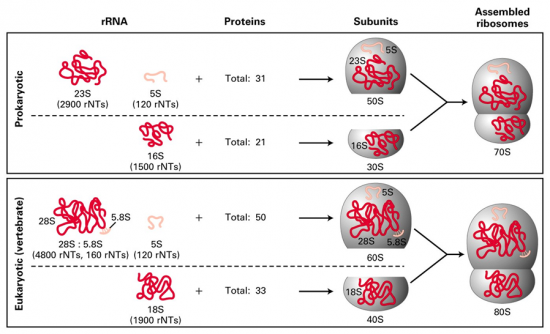 rRNA
Proteins
Subunits
Assembled
ribosomes
Prokaryotic
23S
(2900 rNTs)
5S
(120 rNTs)
+
Total: 31
5S
23S
50S
16S
(1500 rNTs)
+
Total: 21
16S
30S
70S
Eukaryotic (vertebrate)
28S
5.8S
28S : 5.8S
(4800 rNTs, 160 rNTs)
5S
(120 rNTs)
+
Total: 50
5S
28S
5.8S
60S
18S
(1900 rNTs)
+
Total: 33
18S
40S
80S